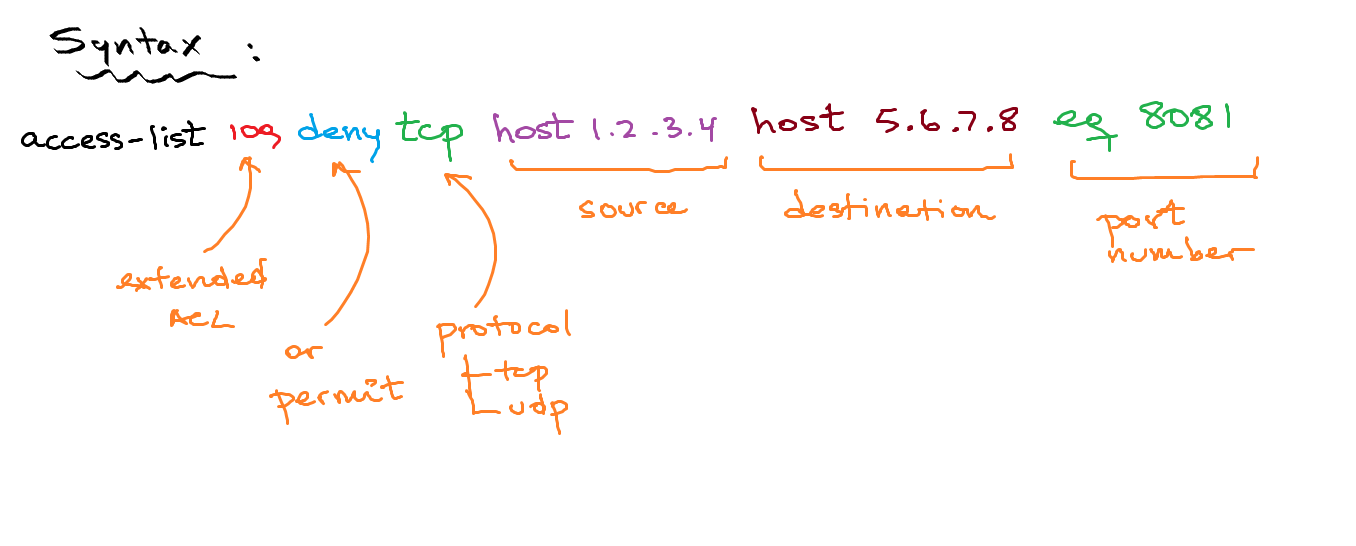 Syntax :
access-list 109 deny tcp host 1.2.3.4 host 5.6.7.8 eq 8081
source
destination
port
number
extended
ACL
or
permit
protocol
tcp
udp